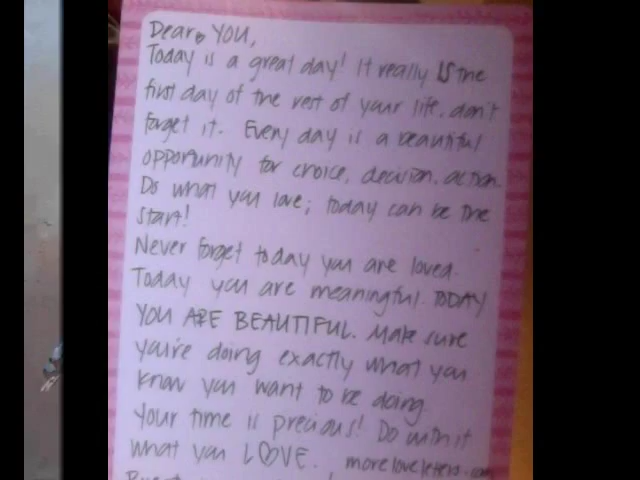 Dear YOU,
Today is a great day! It really IS the
first day of the rest of your life, don't
forget it. Every day is a beautiful
opportunity for choice, decision, action.
Do what you love; today can be the
start!
Never forget today you are loved.
Today you are meaningful. TODAY
YOU ARE BEAUTIFUL. Make sure
you're doing exactly what you
know you want to be doing.
Your time is precious! Do with it
what you LOVE. moreloveletters.com